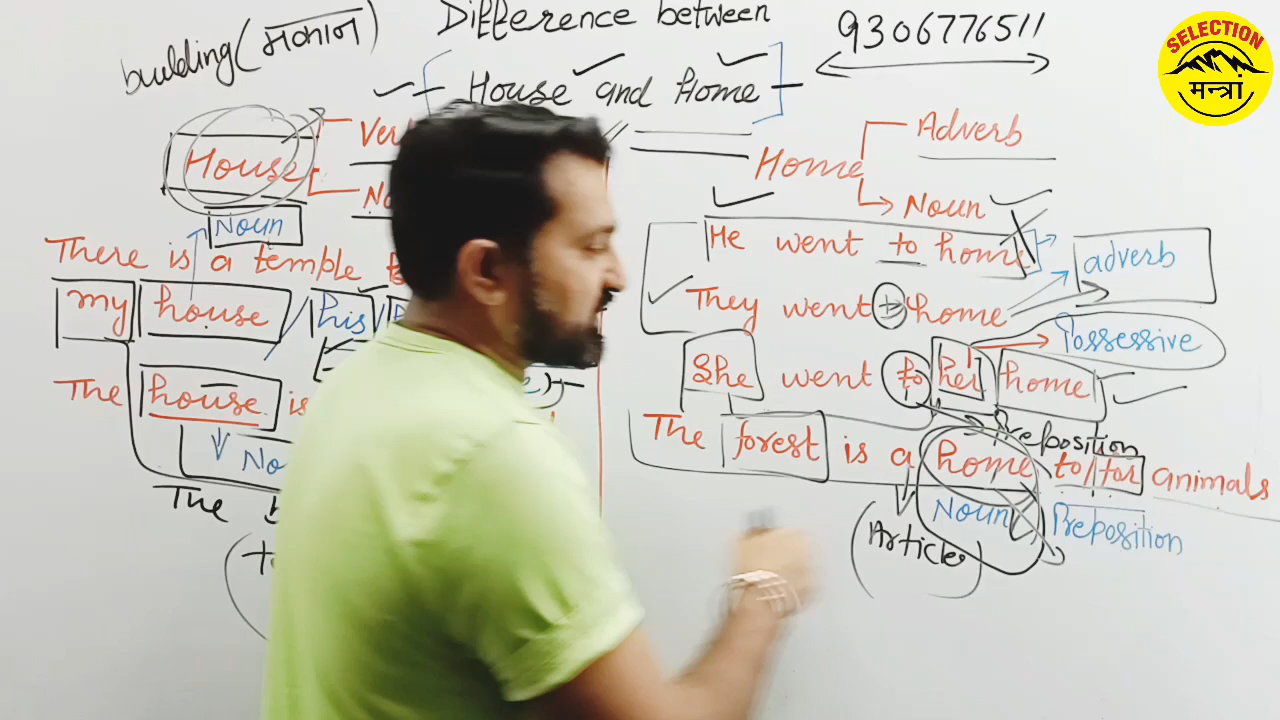 building (मकान)
Difference between
9306776511
SELECTION
मन्त्रां
House and Home
House
Noun
Home
Adverb
Noun
There is a temple
my house his
The house is
The
He went to home
adverb
They went to home
Possessive
She went to her home
Preposition
The forest is a home to/for animals
Noun
Preposition
(Articles)